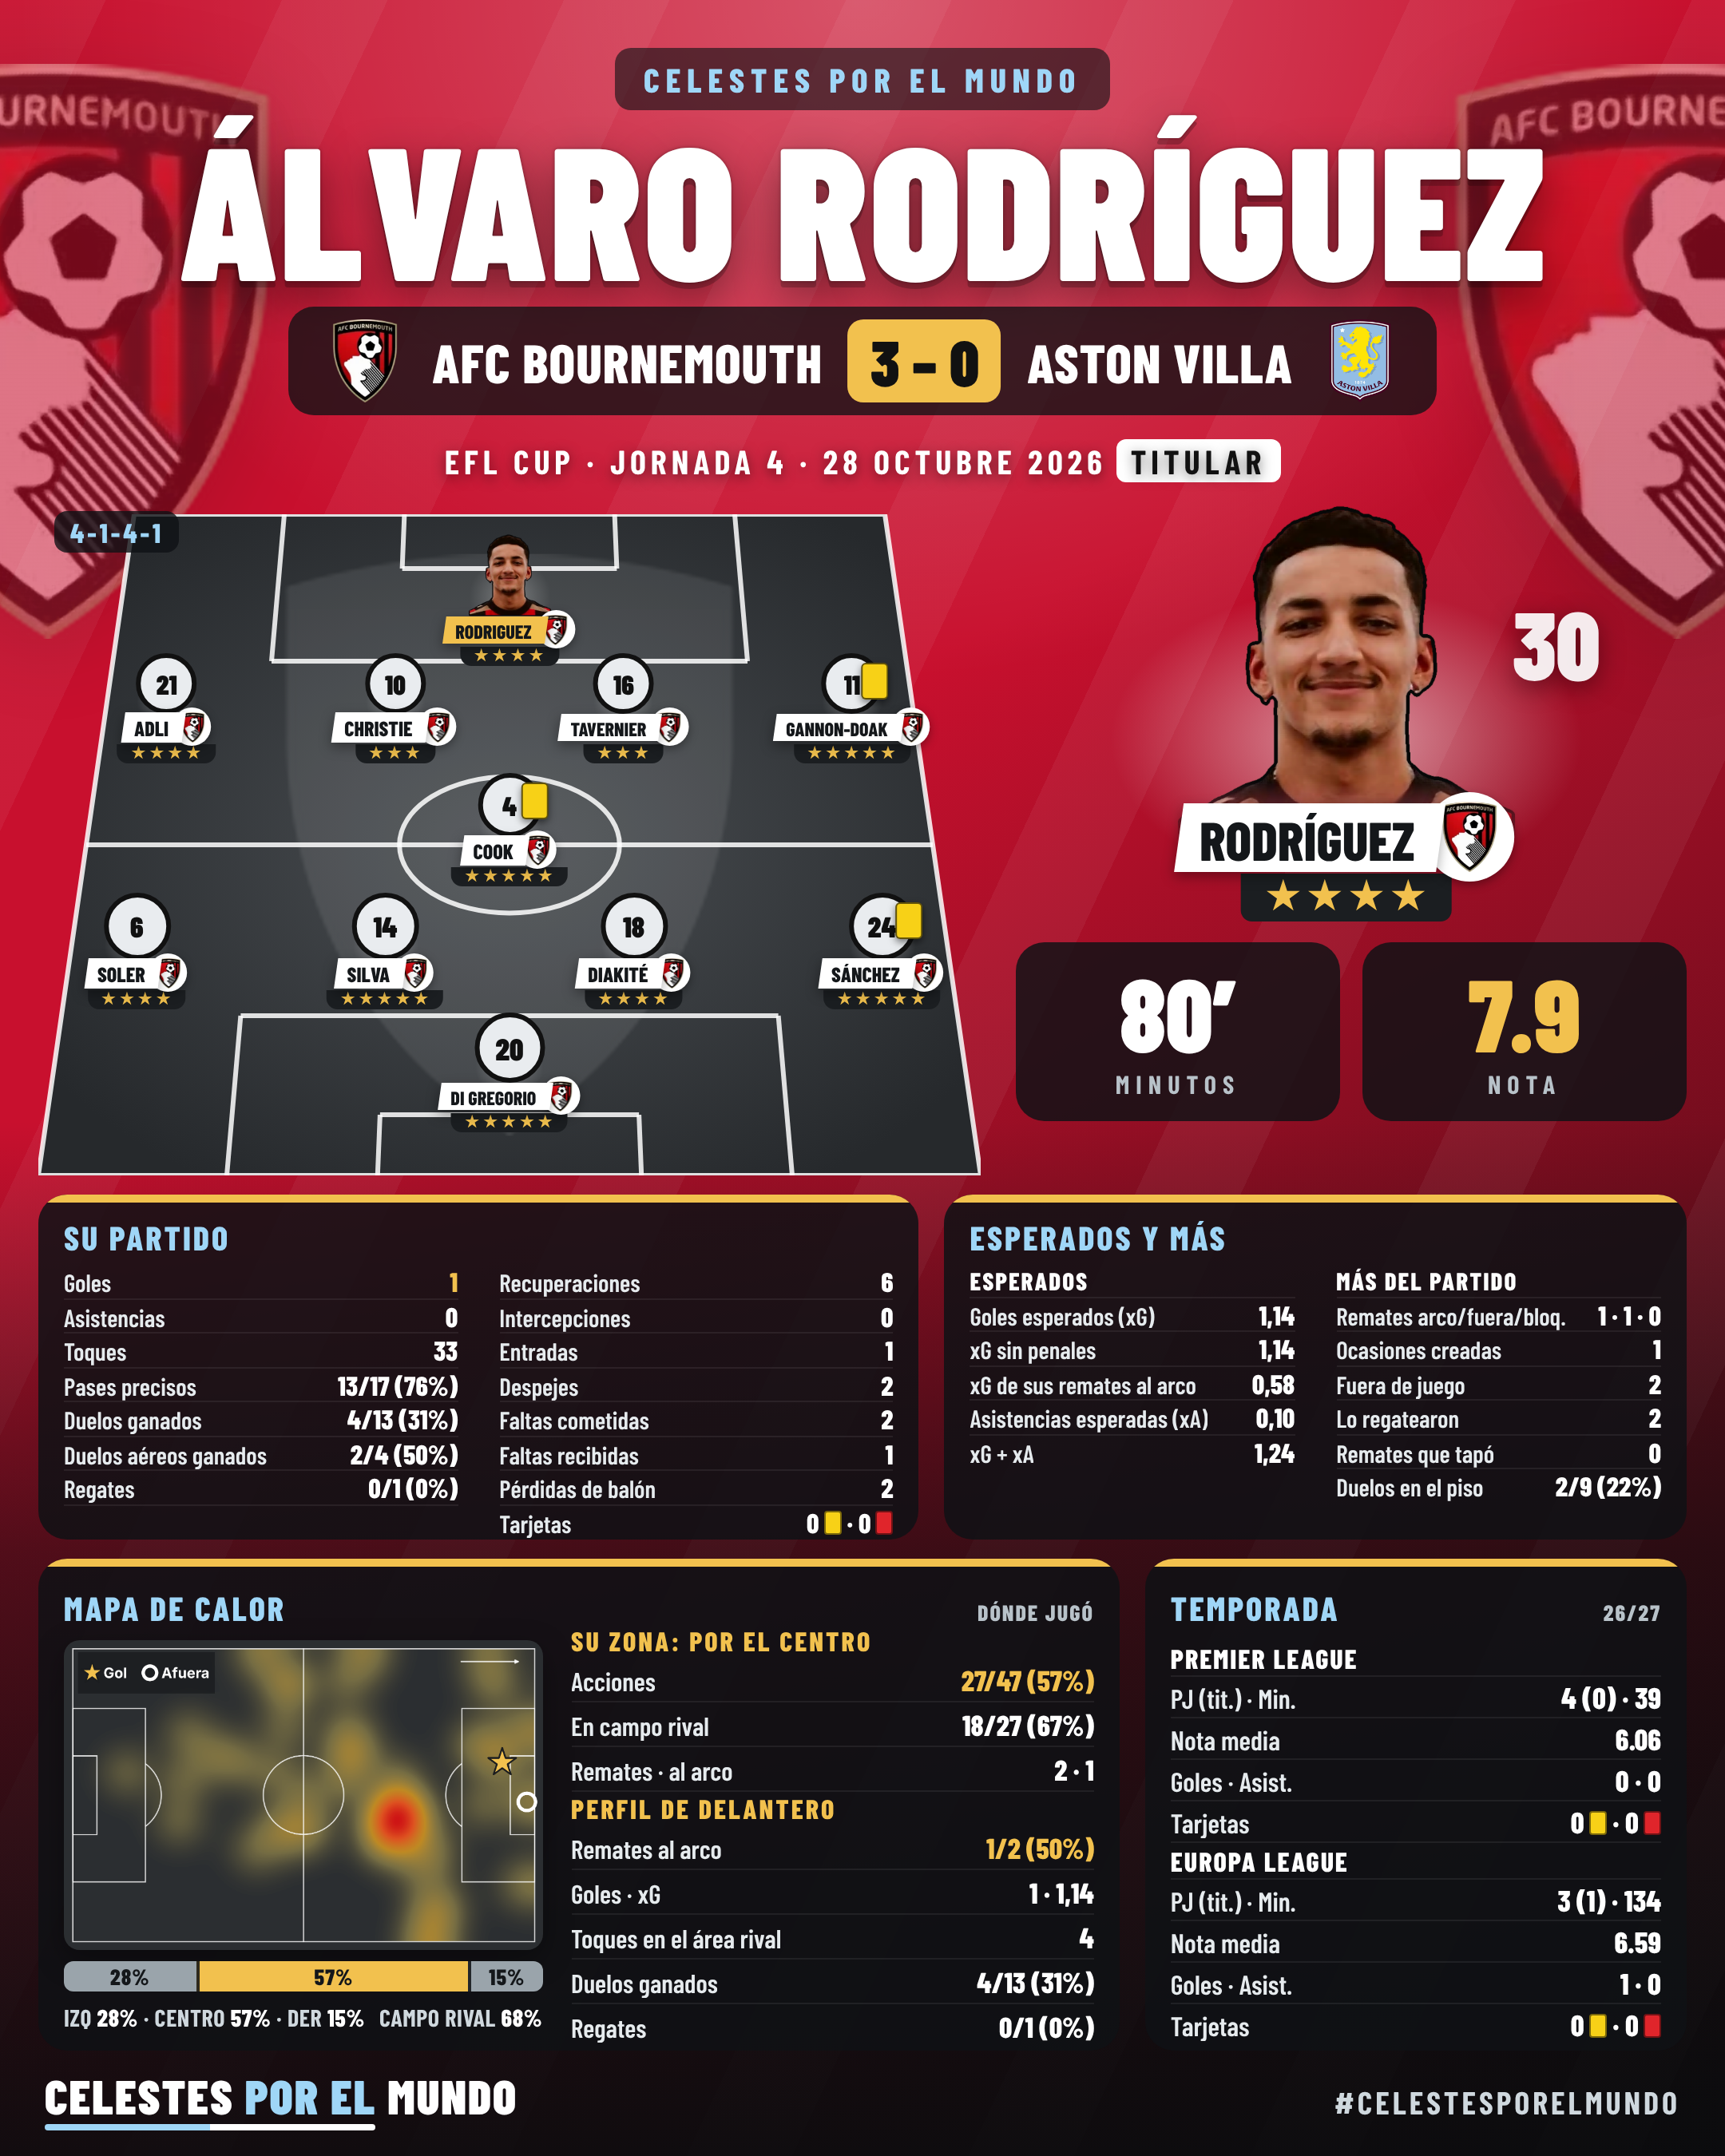 CELESTES POR EL MUNDO
URNEMOUTH
AFC BOURNE
ÁLVARO RODRÍGUEZ
AFC BOURNEMOUTH
AFC BOURNEMOUTH 3 – 0 ASTON VILLA
ASTON VILLA
EFL CUP · JORNADA 4 · 28 OCTUBRE 2026 TITULAR
4-1-4-1
RODRIGUEZ
★★★★
21 10 16 11
ADLI CHRISTIE TAVERNIER GANNON-DOAK
★★★★ ★★★ ★★★ ★★★★★
4
COOK
★★★★★
6 14 18 24
SOLER SILVA DIAKITÉ SÁNCHEZ
★★★★ ★★★★★ ★★★★ ★★★★★
20
DI GREGORIO
★★★★★
30
RODRÍGUEZ
AFC BOURNEMOUTH
★★★★
80′
MINUTOS
7.9
NOTA
SU PARTIDO
Goles 1
Asistencias 0
Toques 33
Pases precisos 13/17 (76%)
Duelos ganados 4/13 (31%)
Duelos aéreos ganados 2/4 (50%)
Regates 0/1 (0%)
Recuperaciones 6
Intercepciones 0
Entradas 1
Despejes 2
Faltas cometidas 2
Faltas recibidas 1
Pérdidas de balón 2
Tarjetas 0 · 0
ESPERADOS Y MÁS
ESPERADOS
Goles esperados (xG) 1,14
xG sin penales 1,14
xG de sus remates al arco 0,58
Asistencias esperadas (xA) 0,10
xG + xA 1,24
MÁS DEL PARTIDO
Remates arco/fuera/bloq. 1 · 1 · 0
Ocasiones creadas 1
Fuera de juego 2
Lo regatearon 2
Remates que tapó 0
Duelos en el piso 2/9 (22%)
MAPA DE CALOR
DÓNDE JUGÓ
★ Gol Afuera
28% 57% 15%
IZQ 28% · CENTRO 57% · DER 15% CAMPO RIVAL 68%
SU ZONA: POR EL CENTRO
Acciones 27/47 (57%)
En campo rival 18/27 (67%)
Remates · al arco 2 · 1
PERFIL DE DELANTERO
Remates al arco 1/2 (50%)
Goles · xG 1 · 1,14
Toques en el área rival 4
Duelos ganados 4/13 (31%)
Regates 0/1 (0%)
TEMPORADA 26/27
PREMIER LEAGUE
PJ (tit.) · Min. 4 (0) · 39
Nota media 6.06
Goles · Asist. 0 · 0
Tarjetas 0 · 0
EUROPA LEAGUE
PJ (tit.) · Min. 3 (1) · 134
Nota media 6.59
Goles · Asist. 1 · 0
Tarjetas 0 · 0
CELESTES POR EL MUNDO
#CELESTESPORELMUNDO